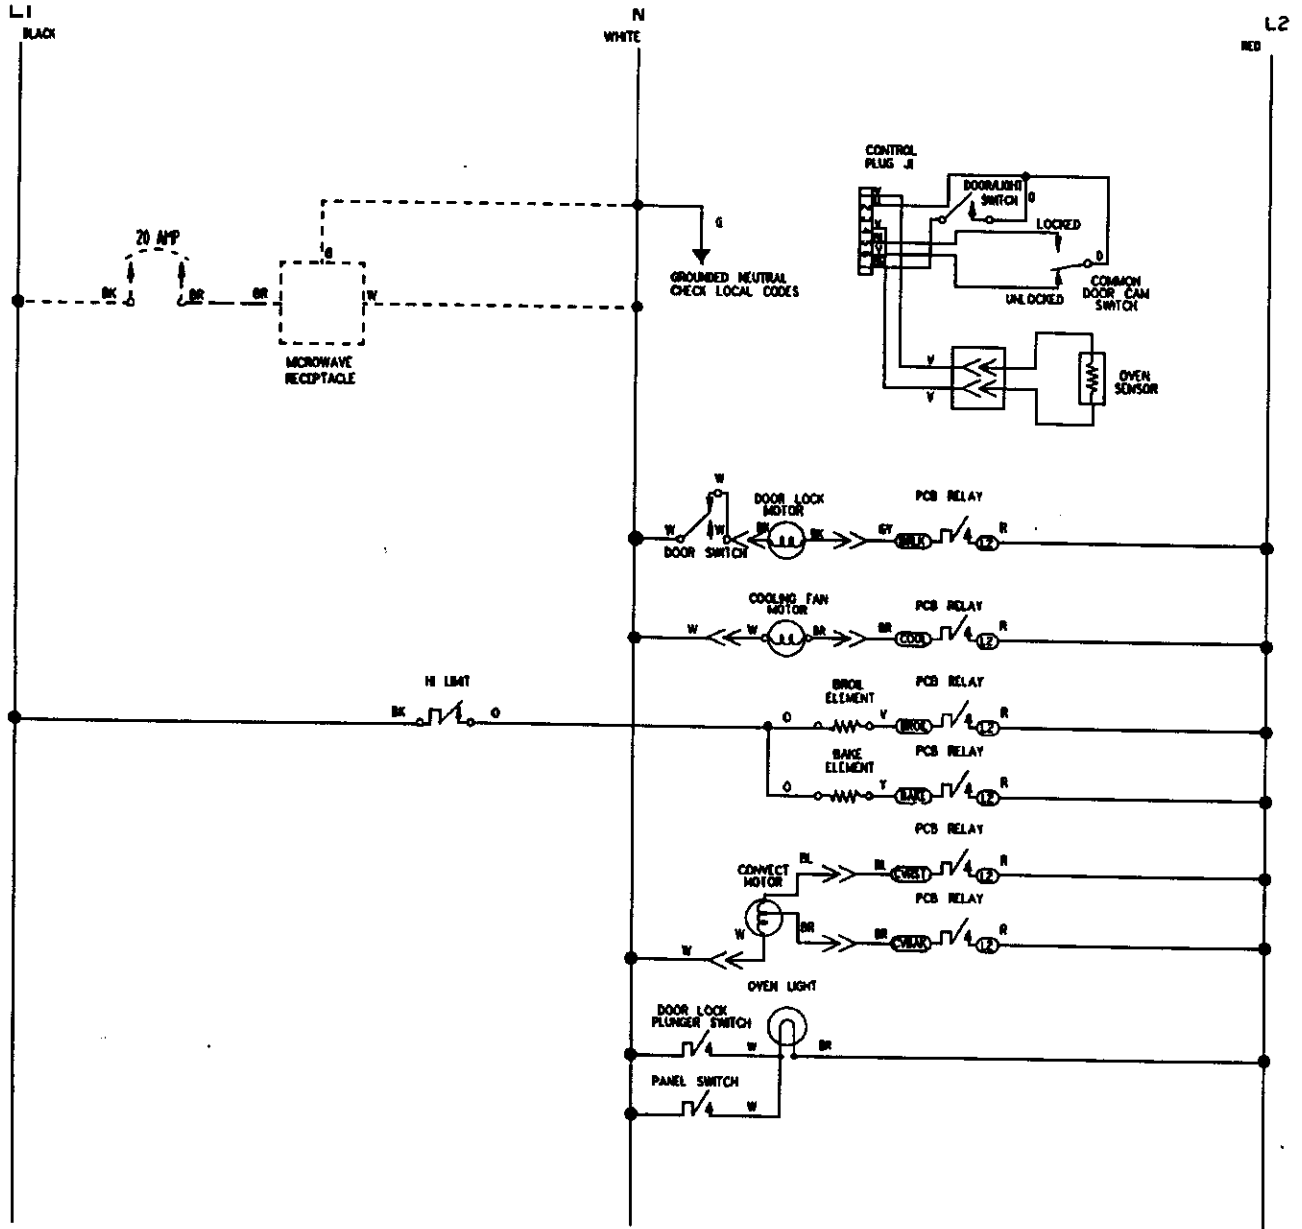 L1
BLACK
N
WHITE
L2
RED
CONTROL
PLUG J1
DOOR/LIGHT
SWITCH
O
LOCKED
O
UNLOCKED
COMMON
DOOR CAM
SWITCH
V
V
OVEN
SENSOR
20 AMP
BK
BR
BR
G
W
MICROWAVE
RECEPTACLE
G
GROUNDED NEUTRAL
CHECK LOCAL CODES
W
W
W
DOOR SWITCH
DOOR LOCK
MOTOR
BK
BK
GY
PCB RELAY
L2
R
COOLING FAN
MOTOR
W
W
BR
BR
COOL
PCB RELAY
L2
R
HI LIMIT
BK
O
BROIL
ELEMENT
O
V
BROIL
PCB RELAY
L2
R
BAKE
ELEMENT
O
Y
BAKE
PCB RELAY
L2
R
CONVECT
MOTOR
BL
BL
CVRST
PCB RELAY
L2
R
PCB RELAY
W
W
BR
BR
CVBAK
L2
R
OVEN LIGHT
DOOR LOCK
PLUNGER SWITCH
W
BR
PANEL SWITCH
W